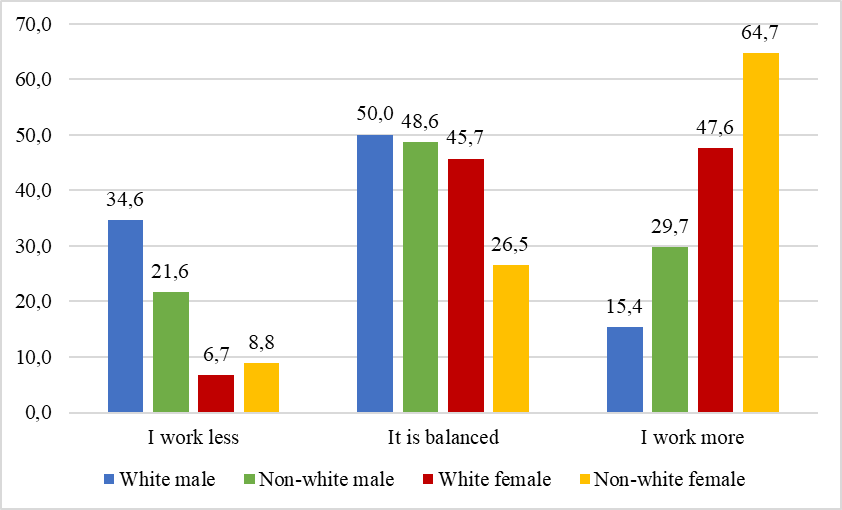 70,0
60,0
50,0
40,0
30,0
20,0
10,0
0,0
34,6
21,6
6,7
8,8
50,0
48,6
45,7
26,5
15,4
29,7
47,6
64,7
I work less
It is balanced
I work more
White male
Non-white male
White female
Non-white female